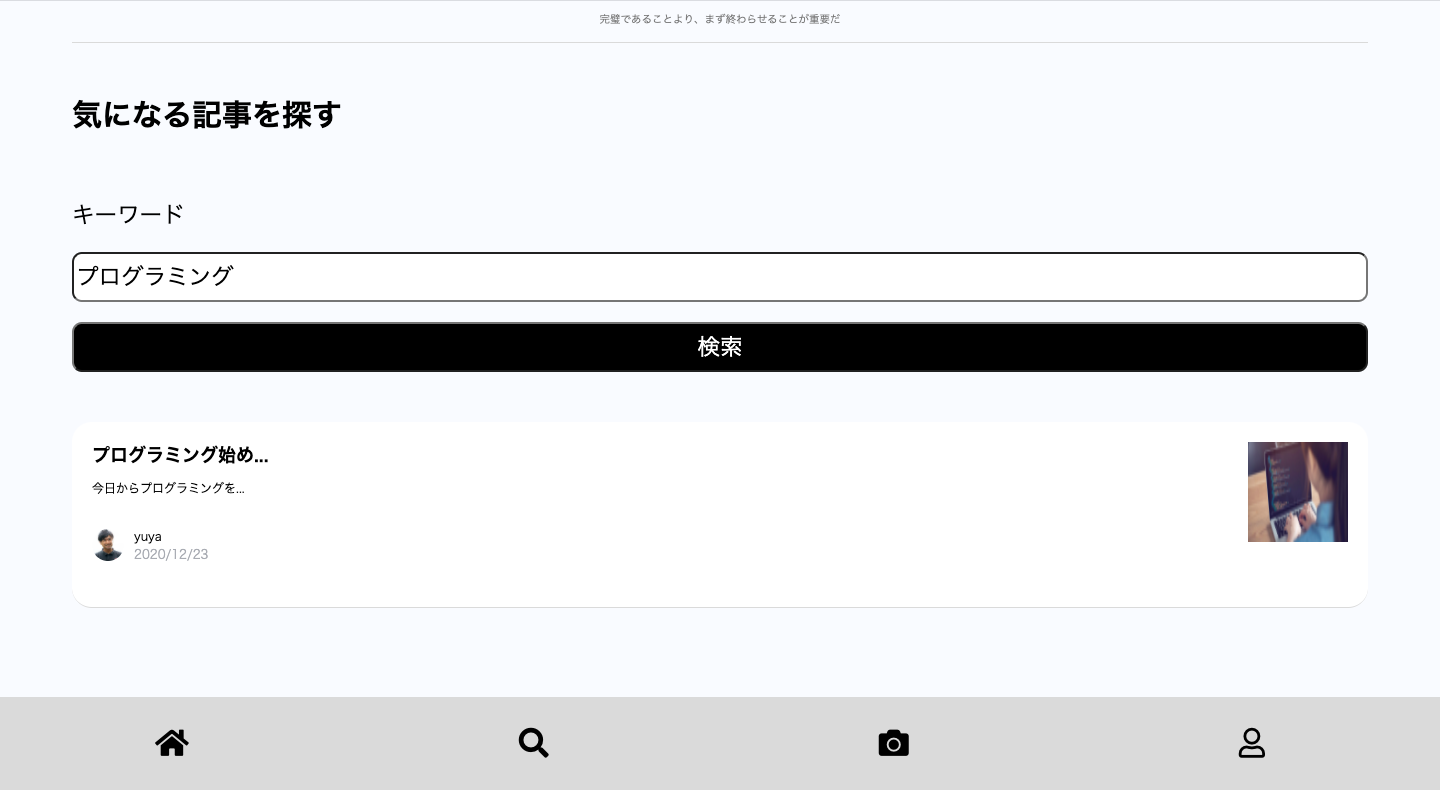 完璧であることより、まず終わらせることが重要だ
気になる記事を探す
キーワード
プログラミング
検索
プログラミング始め...
今日からプログラミングを...
yuya
2020/12/23